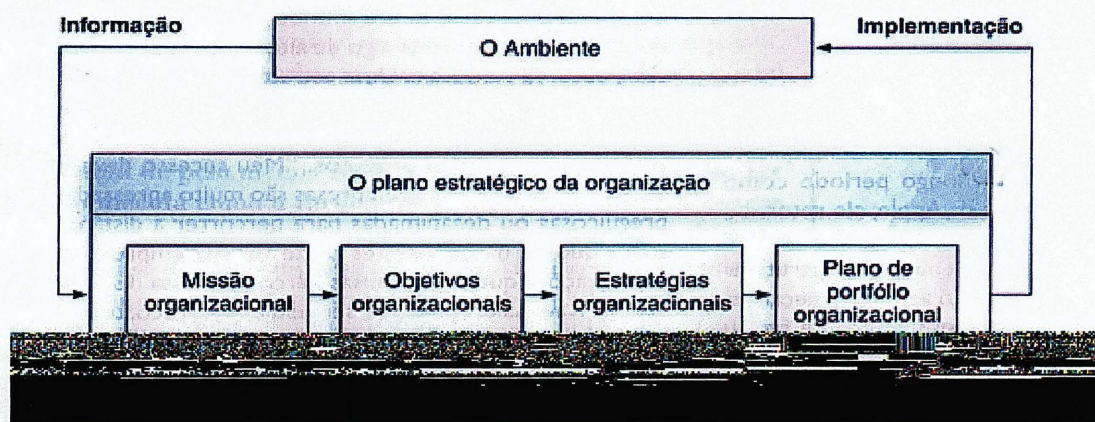 Informação
O Ambiente
Implementação
O plano estratégico da organização
Missão
organizacional
Objetivos
organizacionais
Estratégias
organizacionais
Plano de
portfólio
organizacional